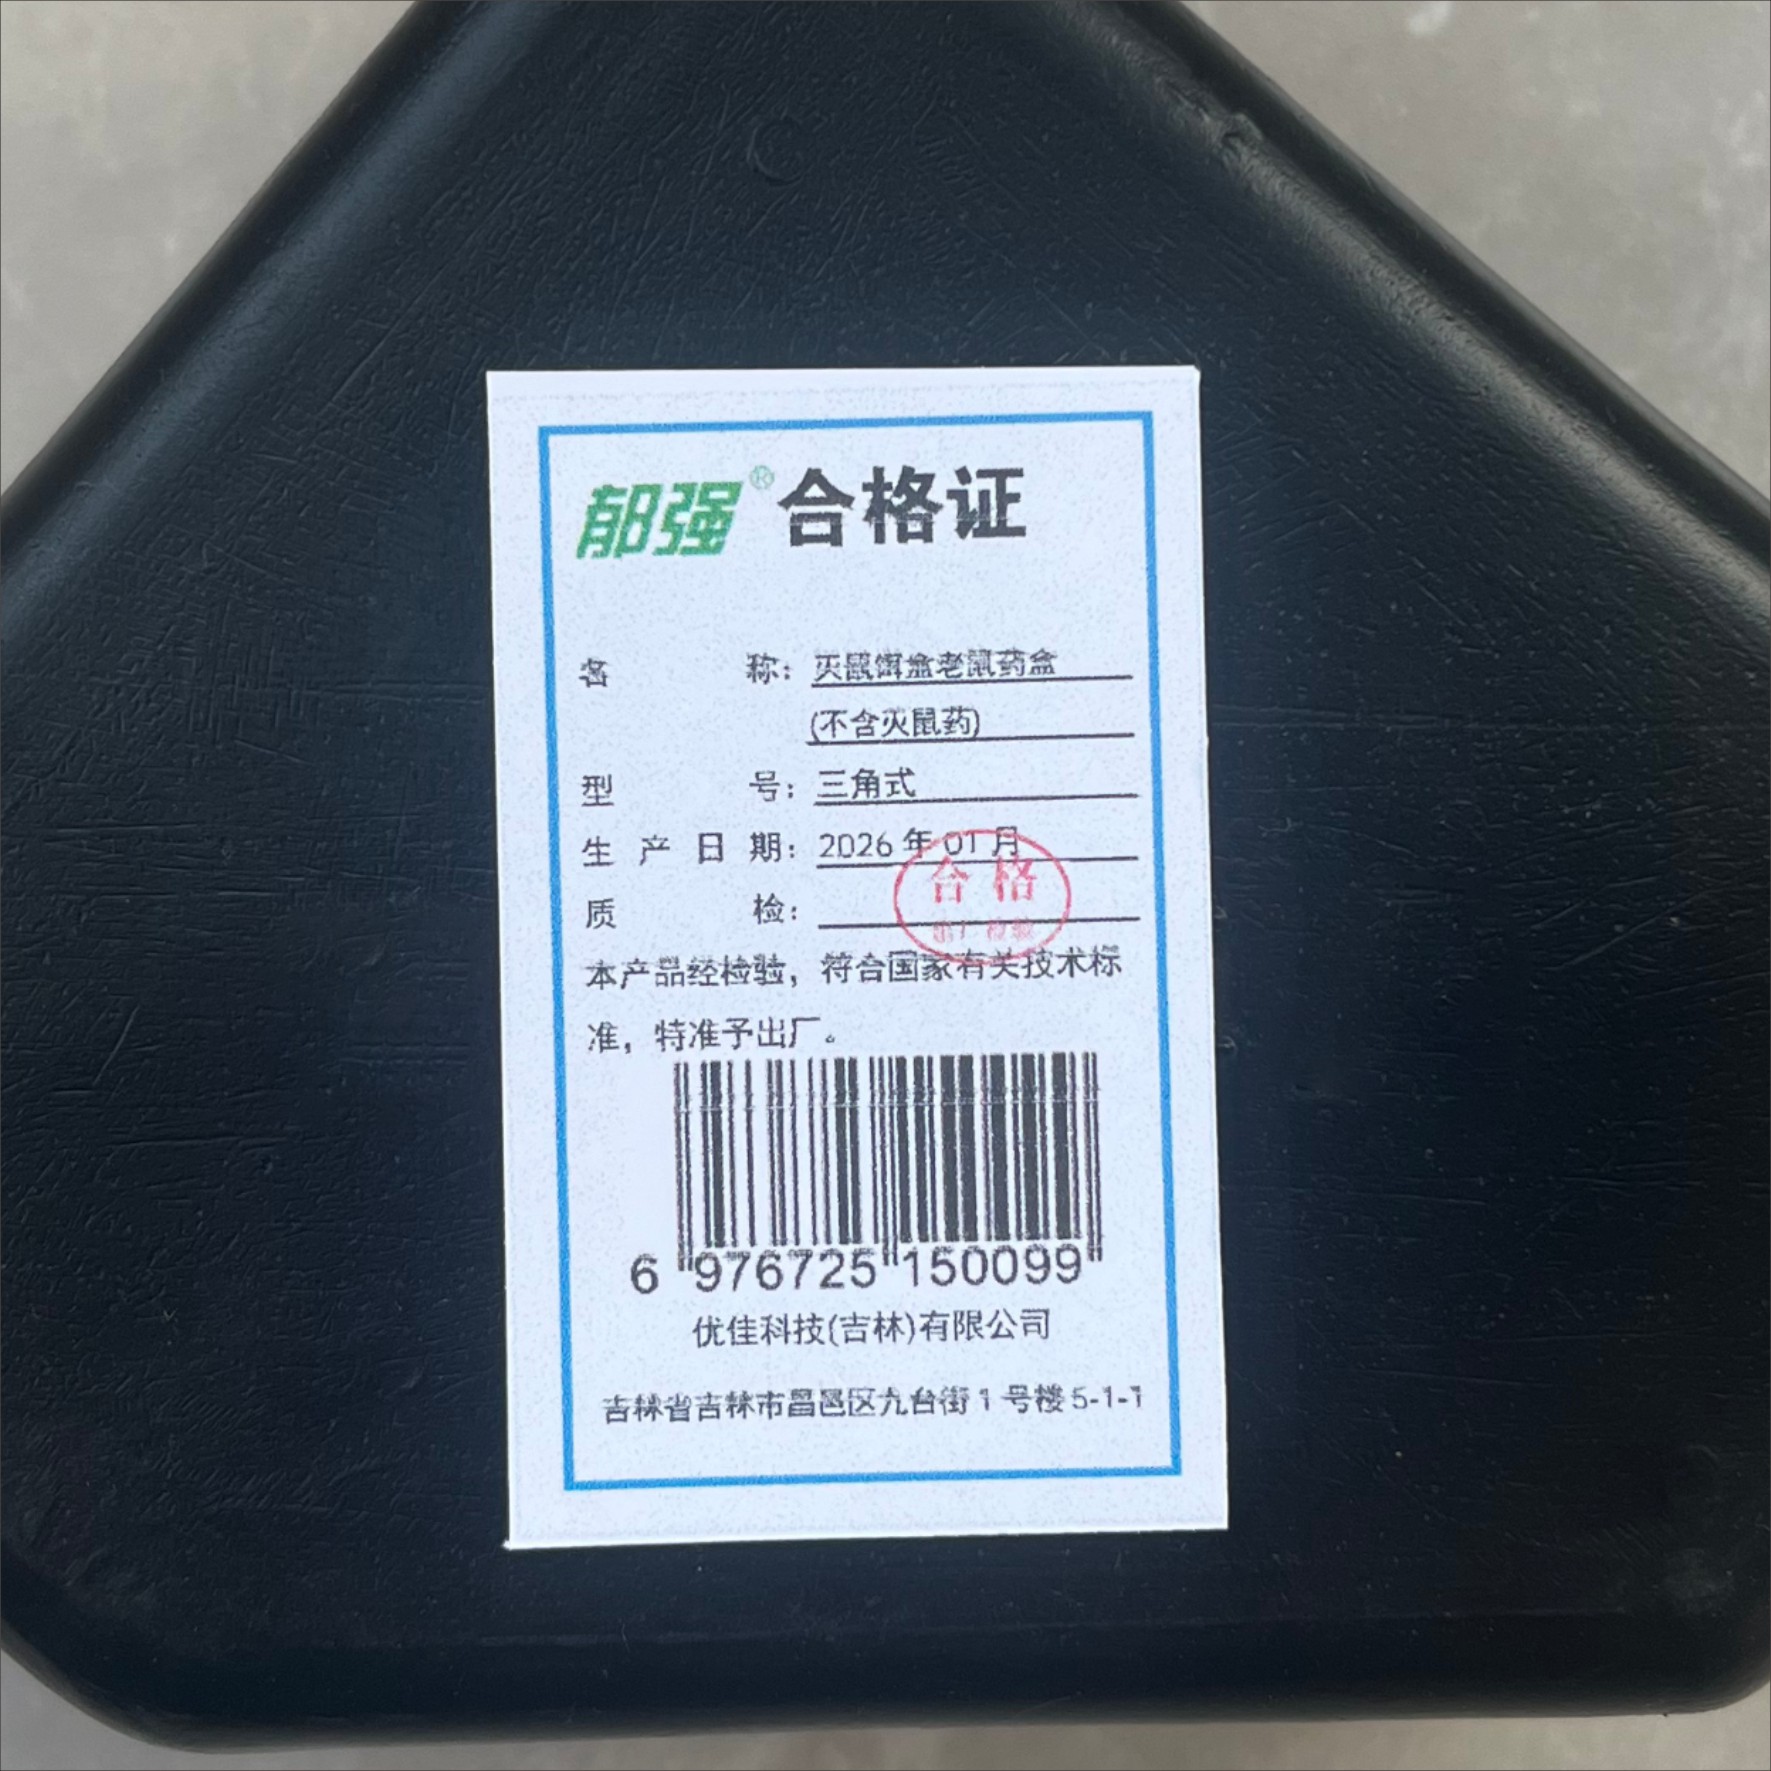 郁强® 合格证
名称：灭鼠饵盒老鼠药盒
(不含灭鼠药)
型号：三角式
生产日期：2026年01月
质检：
合格
出厂检验
本产品经检验，符合国家有关技术标
准，特准予出厂。
6 976725 150099
优佳科技(吉林)有限公司
吉林省吉林市昌邑区九台街1号楼5-1-1